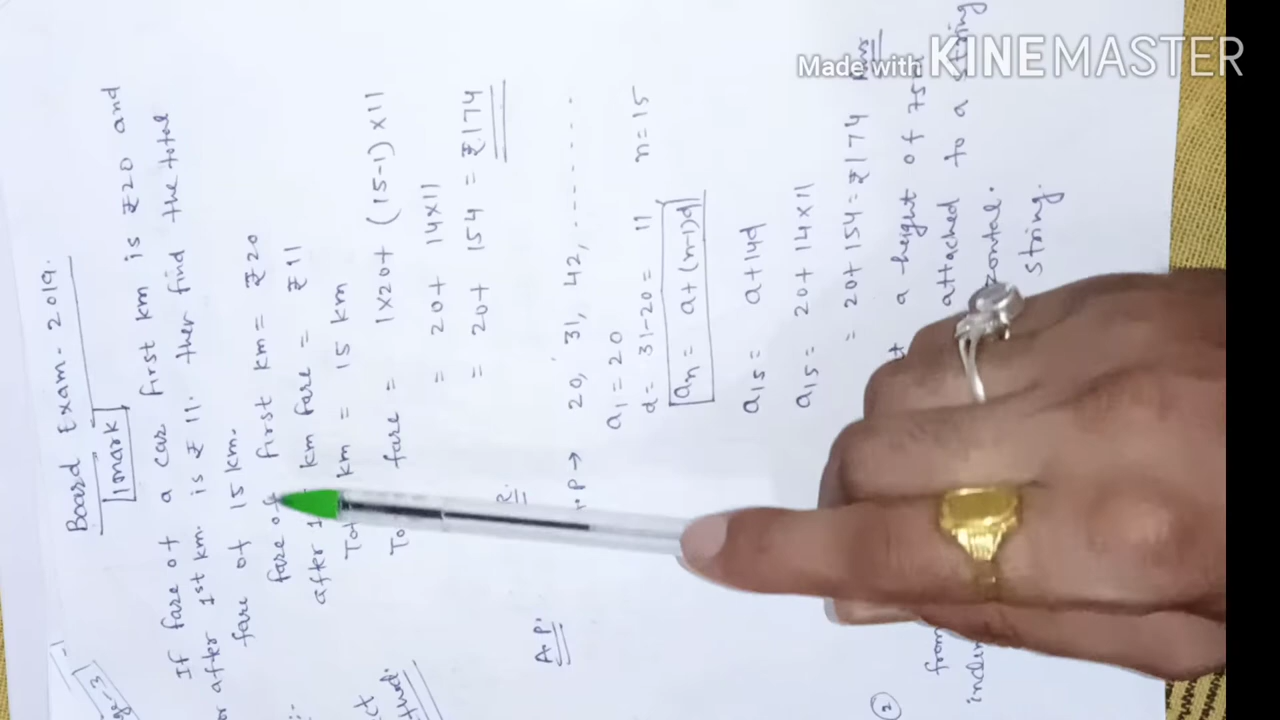 Made with KINEMASTER
Board Exam - 2019.
1 mark
If fare of a car first km is ₹20 and
after 1st km. is ₹ 11. then find the total
fare of 15 km.
fare of first km = ₹20
after 1 km fare = ₹11
km = 15 km
fare = 1×20+ (15-1)×11
= 20+ 14×11
= 20+ 154 = ₹174
A.P.
→ 20, 31, 42, ........
a1 = 20
d = 31-20 = 11 n=15
an = a+(n-1)d
a15 = a+14d
a15 = 20+ 14×11
= 20+154=₹174 Ans
② a height of 75
from attached to a string
string.